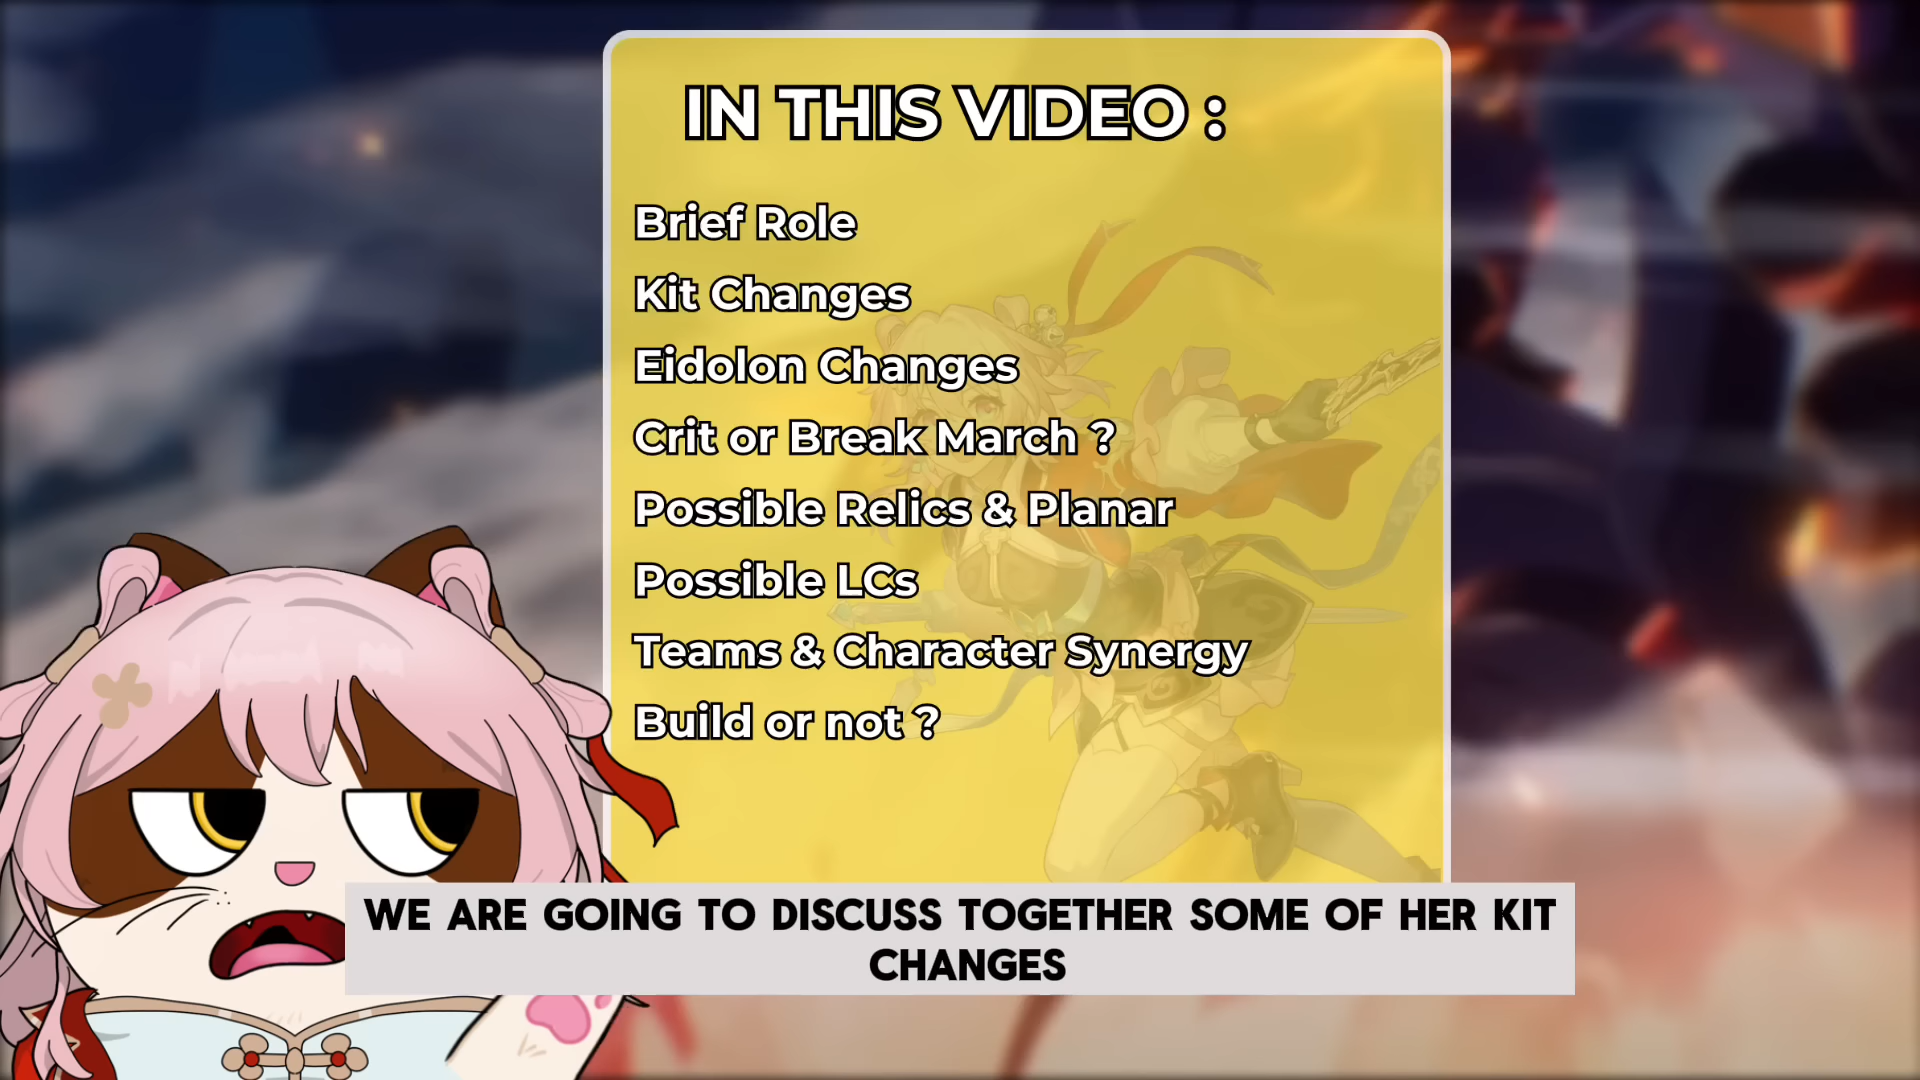 IN THIS VIDEO :
Brief Role
Kit Changes
Eidolon Changes
Crit or Break March ?
Possible Relics & Planar
Possible LCs
Teams & Character Synergy
Build or not ?
WE ARE GOING TO DISCUSS TOGETHER SOME OF HER KIT
CHANGES